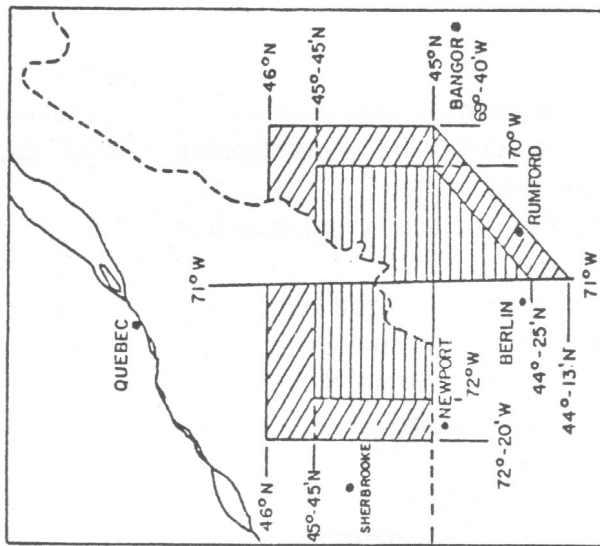 QUEBEC
71° W
46° N
46° N
45°-45'N
45°-45'N
SHERBROOKE
45° N
BANGOR
69°-40'W
NEWPORT
72° W
72°-20'W
70° W
RUMFORD
BERLIN
44°-25'N
44°-13'N
71° W